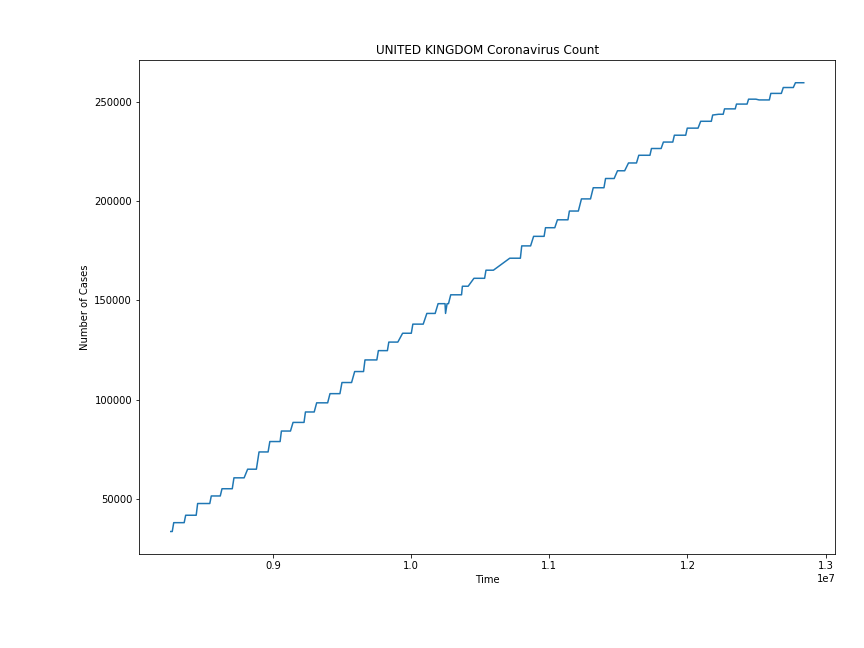 UNITED KINGDOM Coronavirus Count
250000
200000
150000
100000
50000
Number of Cases
0.9 1.0 1.1 1.2 1.3
1e7
Time